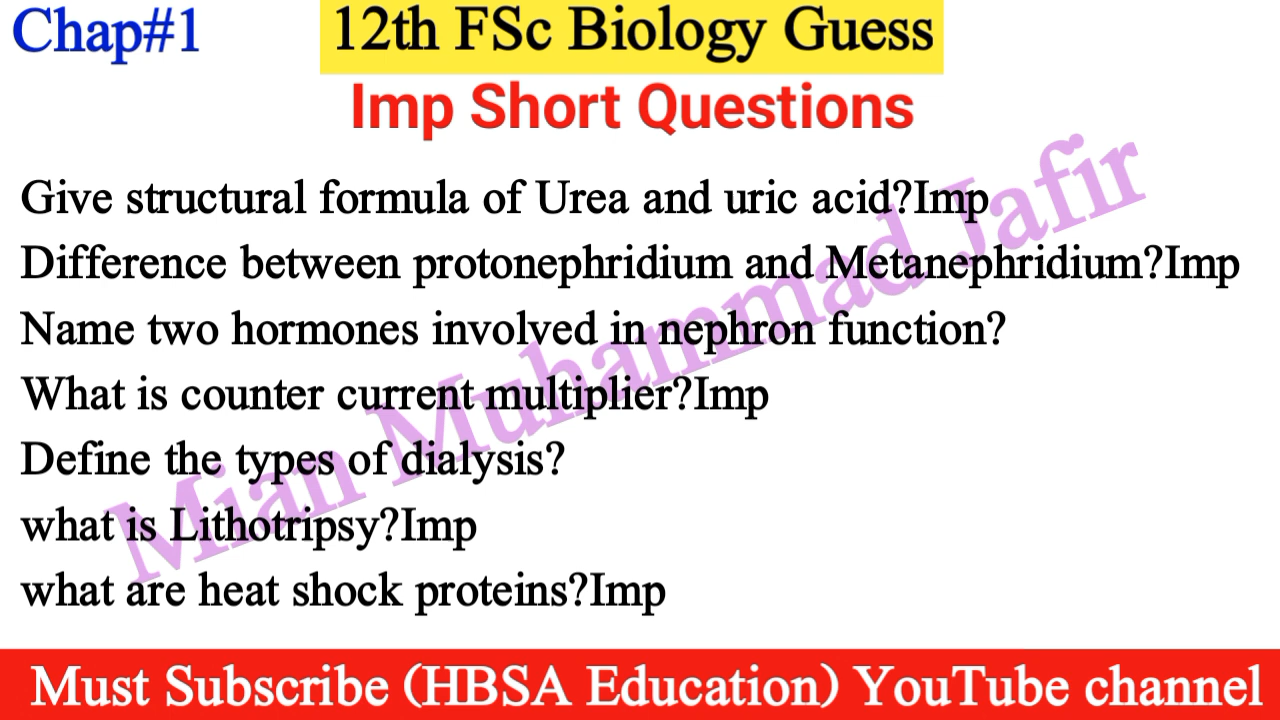 Chap#1
12th FSc Biology Guess
Imp Short Questions
Give structural formula of Urea and uric acid?Imp
Difference between protonephridium and Metanephridium?Imp
Name two hormones involved in nephron function?
What is counter current multiplier?Imp
Define the types of dialysis?
what is Lithotripsy?Imp
what are heat shock proteins?Imp
Mian Muhammad Jafir
Must Subscribe (HBSA Education) YouTube channel